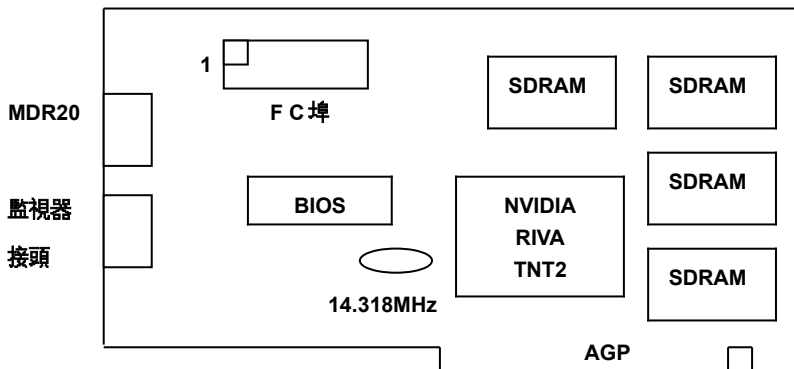 SDRAM
SDRAM
1
MDR20
F C 埠
SDRAM
BIOS
NVIDIA
RIVA
TNT2
監視器
接頭
SDRAM
14.318MHz
AGP